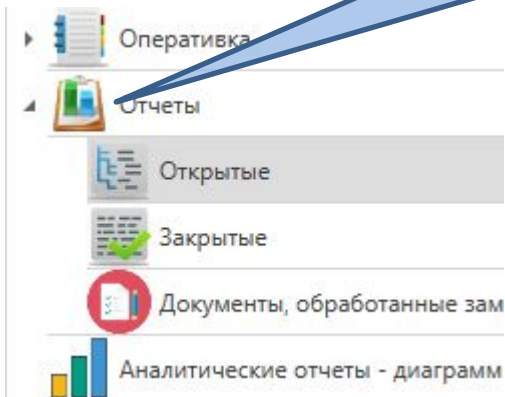 Оперативка
Отчеты
Открытые
Закрытые
Документы, обработанные зам
Аналитические отчеты - диаграмм